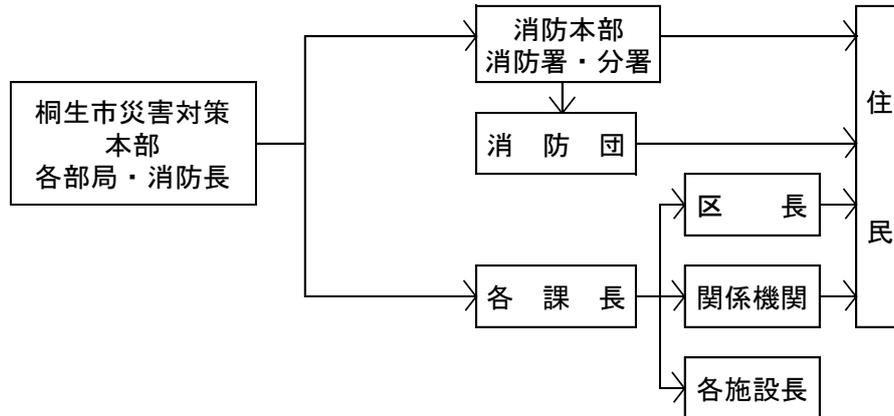 桐生市災害対策
本部
各部局・消防長
消防本部
消防署・分署
消　防　団
各　課　長
区　　長
関係機関
各施設長
住
民